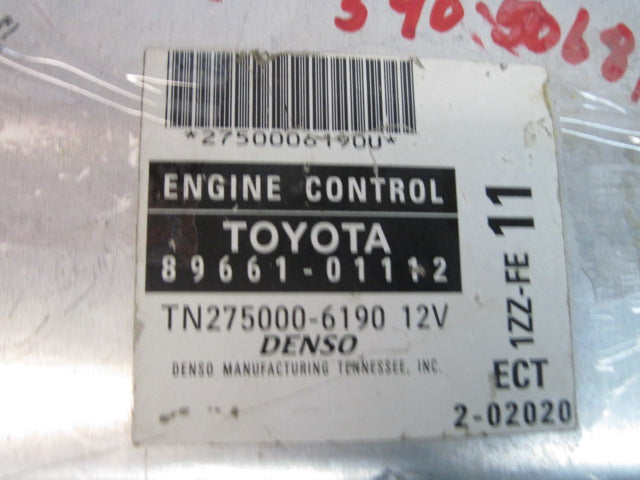 *2750006190U*
ENGINE CONTROL
TOYOTA
89661-01112
TN275000-6190 12V
DENSO
DENSO MANUFACTURING TENNESSEE, INC.
1ZZ-FE 11
ECT
2-02020